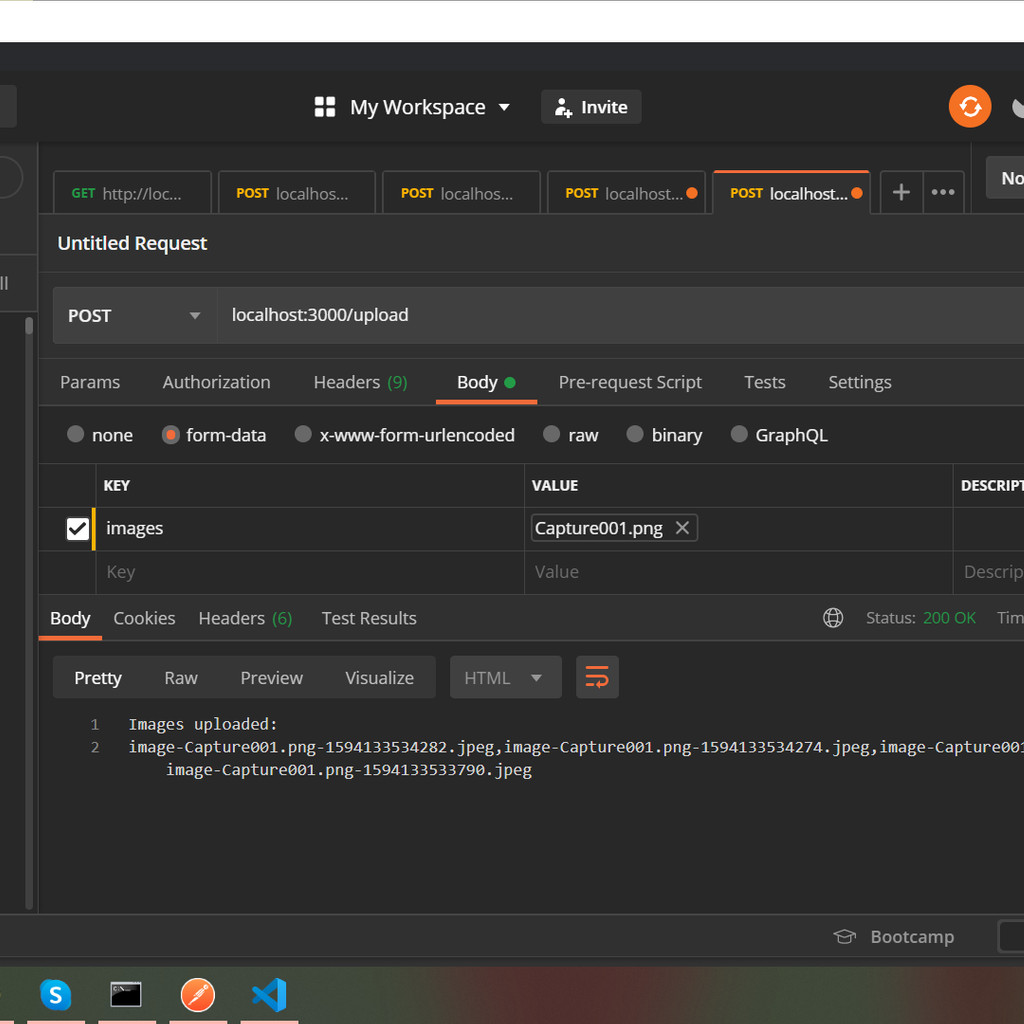 My Workspace
Invite
GET http://loc...
POST localhos...
POST localhos...
POST localhost...
POST localhost...
No
Untitled Request
ll
POST
localhost:3000/upload
Params
Authorization
Headers (9)
Body
Pre-request Script
Tests
Settings
none
form-data
x-www-form-urlencoded
raw
binary
GraphQL
KEY
VALUE
DESCRIPT
images
Capture001.png
Key
Value
Descrip
Body
Cookies
Headers (6)
Test Results
Status: 200 OK
Tim
Pretty
Raw
Preview
Visualize
HTML
1 Images uploaded:
2 image-Capture001.png-1594133534282.jpeg,image-Capture001.png-1594133534274.jpeg,image-Capture001
image-Capture001.png-1594133533790.jpeg
Bootcamp